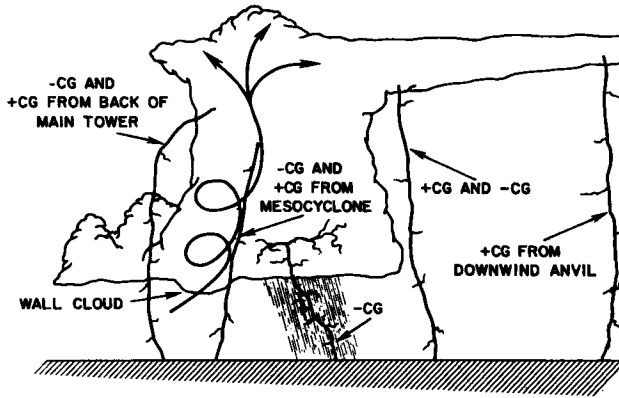 -CG AND
+CG FROM BACK OF
MAIN TOWER
-CG AND
+CG FROM
MESOCYCLONE
+CG AND -CG
+CG FROM
DOWNWIND ANVIL
WALL CLOUD
-CG